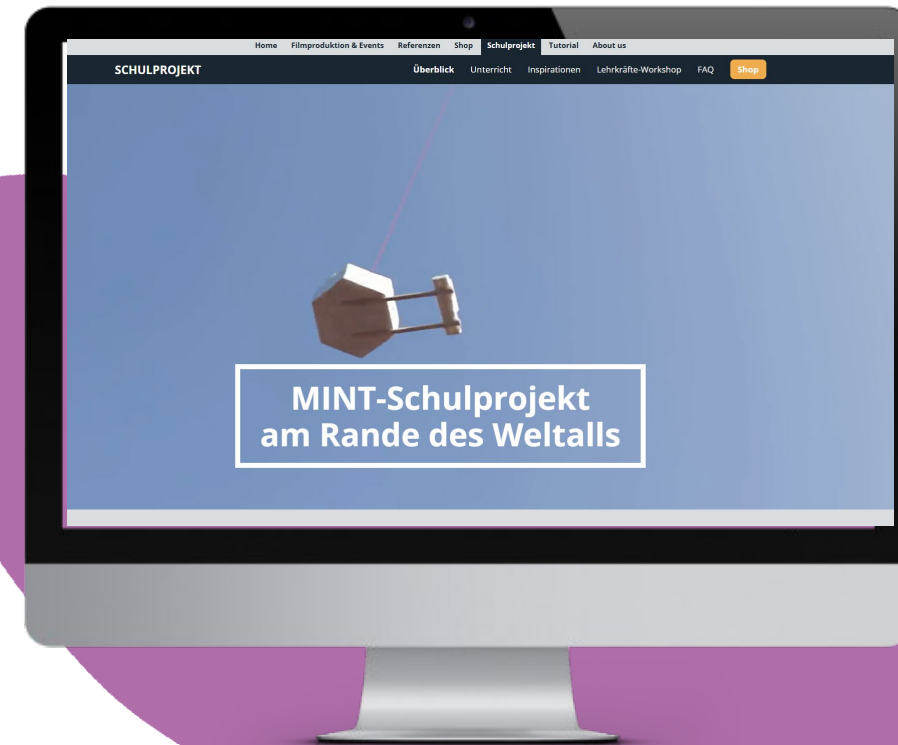 Home Filmproduktion & Events Referenzen Shop Schulprojekt Tutorial About us
SCHULPROJEKT Überblick Unterricht Inspirationen Lehrkräfte-Workshop FAQ Shop
MINT-Schulprojekt
am Rande des Weltalls